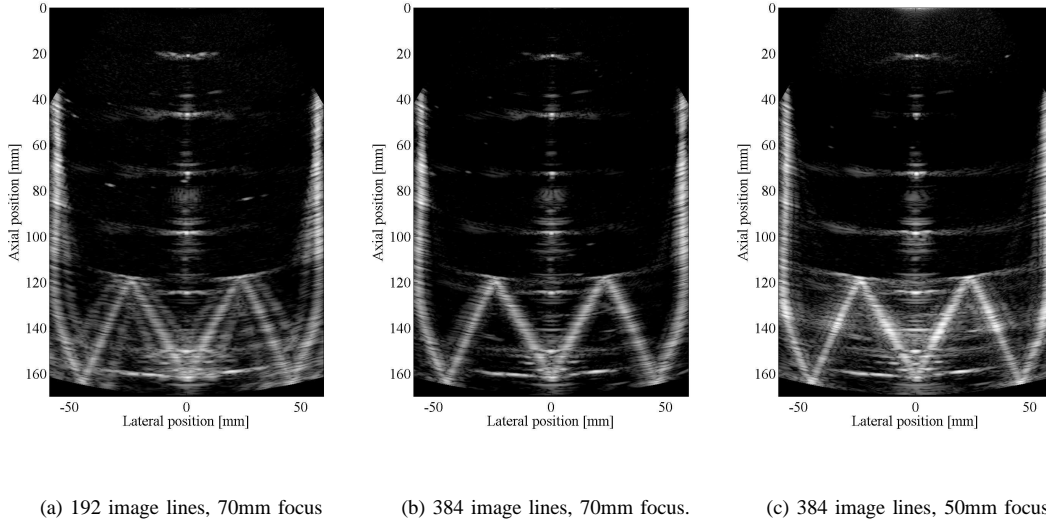 0
20
40
60
80
100
120
140
160
Axial position [mm]
-50 0 50
Lateral position [mm]
0
20
40
60
80
100
120
140
160
Axial position [mm]
-50 0 50
Lateral position [mm]
0
20
40
60
80
100
120
140
160
Axial position [mm]
-50 0 50
Lateral position [mm]
(a) 192 image lines, 70mm focus
(b) 384 image lines, 70mm focus.
(c) 384 image lines, 50mm focus